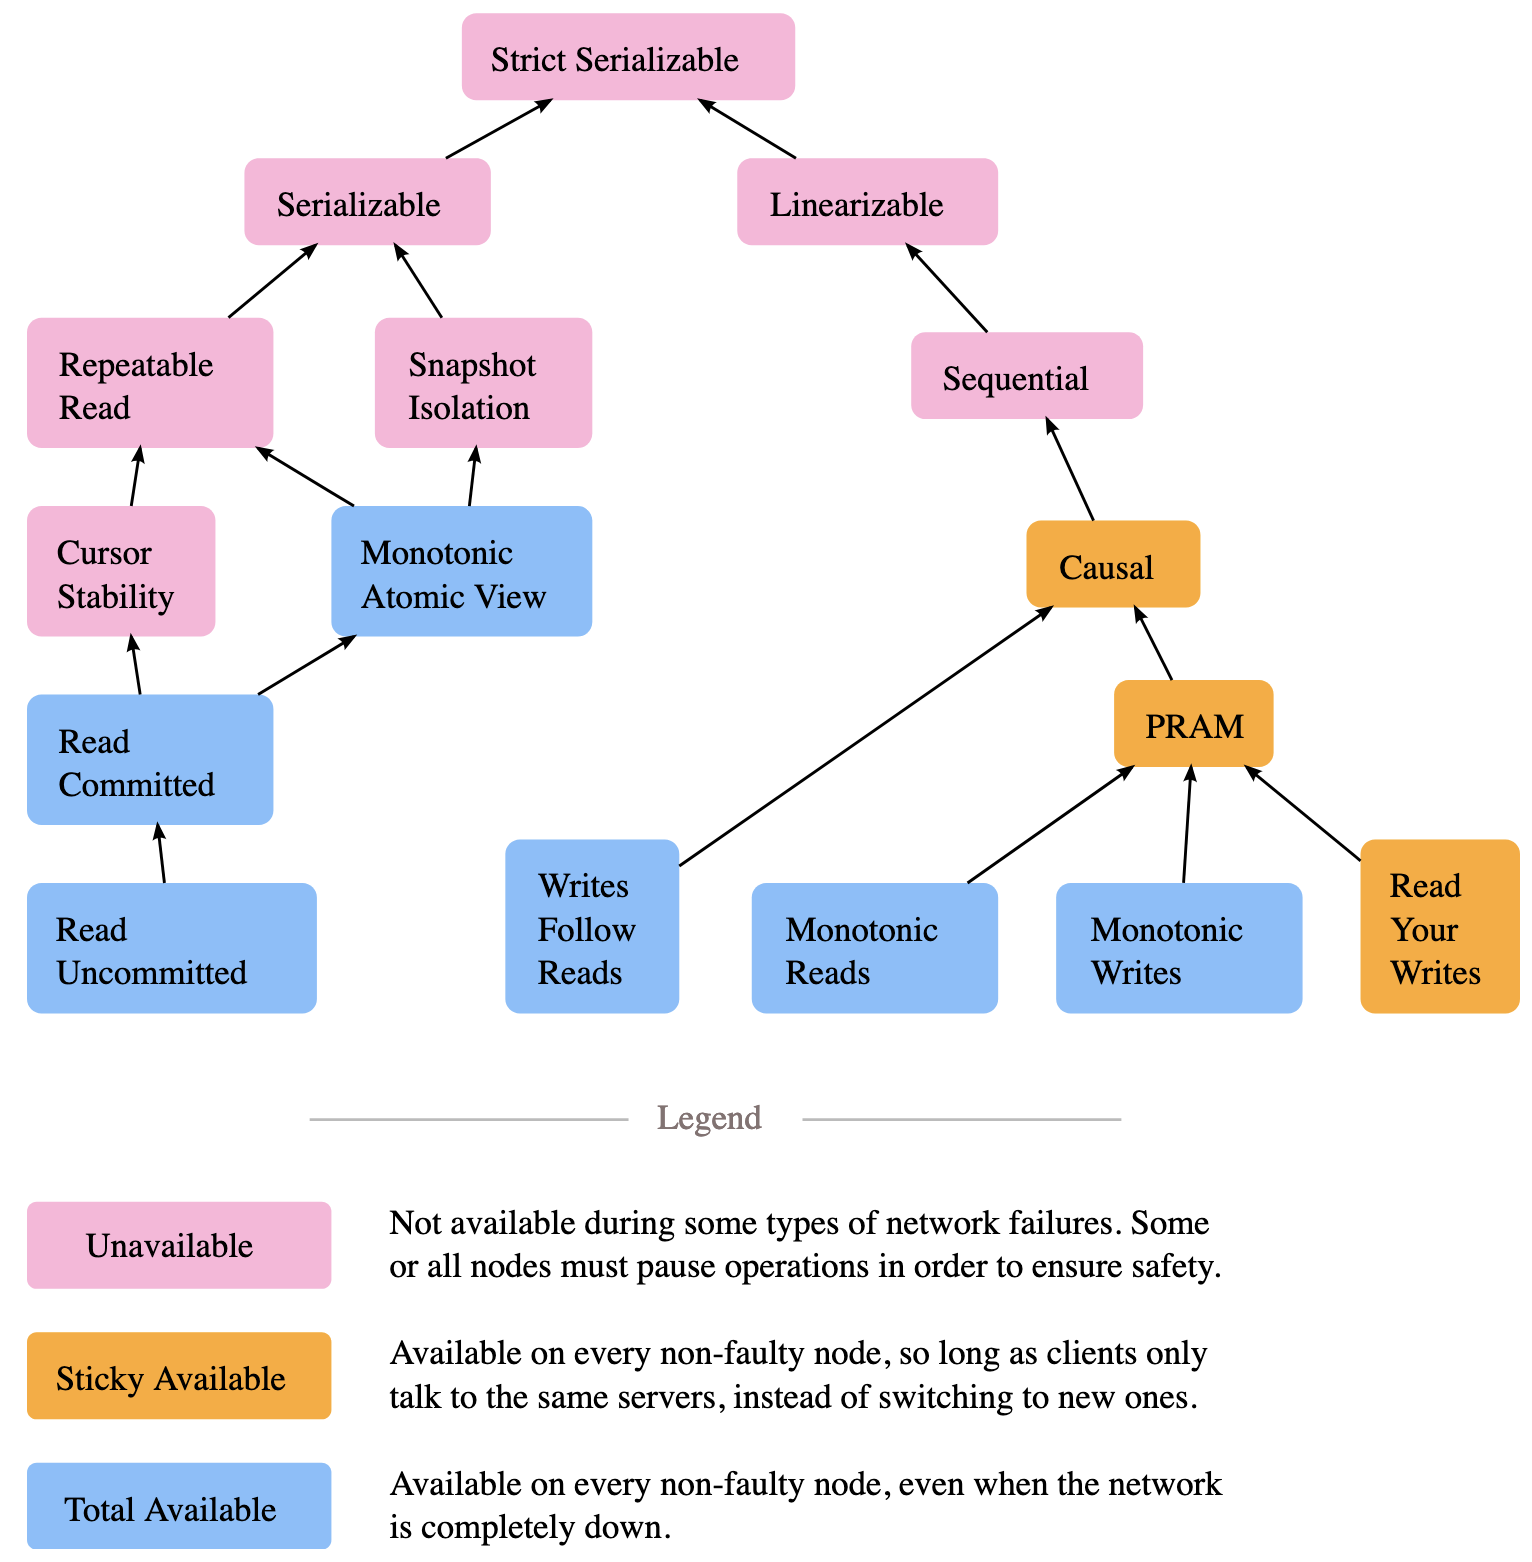 Strict Serializable
Serializable
Linearizable
Repeatable
Read
Snapshot
Isolation
Sequential
Cursor
Stability
Monotonic
Atomic View
Causal
Read
Committed
PRAM
Read
Uncommitted
Writes
Follow
Reads
Monotonic
Reads
Monotonic
Writes
Read
Your
Writes
Legend
Unavailable
Not available during some types of network failures. Some
or all nodes must pause operations in order to ensure safety.
Sticky Available
Available on every non-faulty node, so long as clients only
talk to the same servers, instead of switching to new ones.
Total Available
Available on every non-faulty node, even when the network
is completely down.